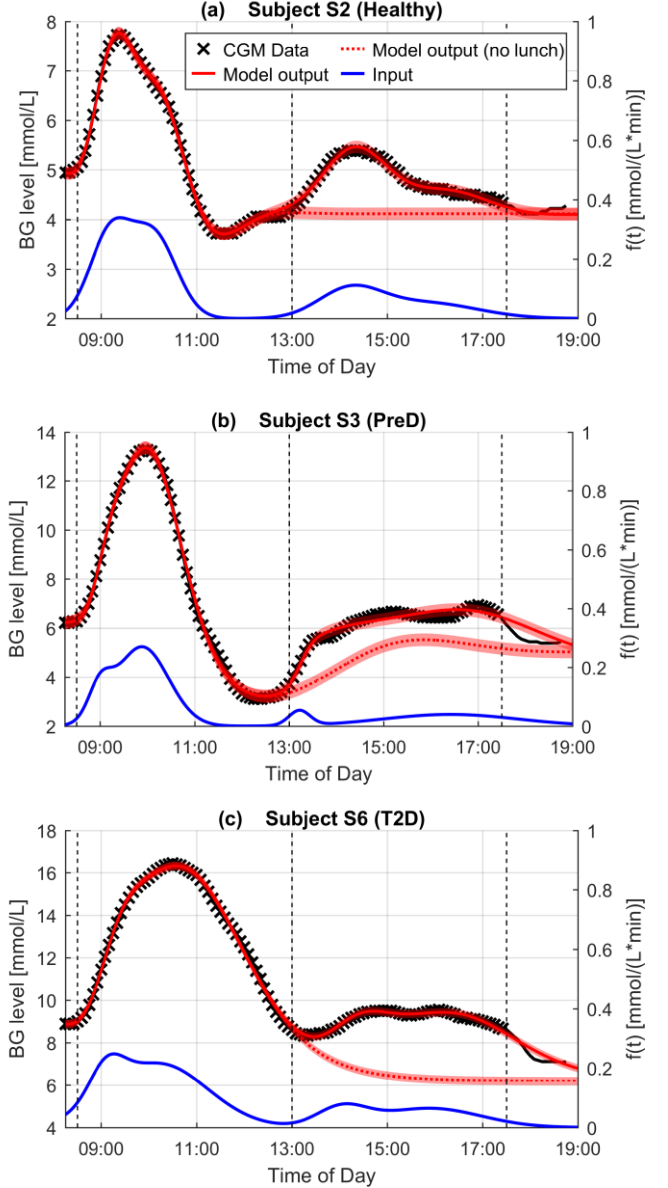 (a) Subject S2 (Healthy)
CGM Data
Model output (no lunch)
Model output
Input
BG level [mmol/L]
f(t) [mmol/(L*min)]
8
7
6
5
4
3
2
1
0.8
0.6
0.4
0.2
0
09:00 11:00 13:00 15:00 17:00 19:00
Time of Day
(b) Subject S3 (PreD)
BG level [mmol/L]
f(t) [mmol/(L*min)]
14
12
10
8
6
4
2
1
0.8
0.6
0.4
0.2
0
09:00 11:00 13:00 15:00 17:00 19:00
Time of Day
(c) Subject S6 (T2D)
BG level [mmol/L]
f(t) [mmol/(L*min)]
18
16
14
12
10
8
6
4
1
0.8
0.6
0.4
0.2
0
09:00 11:00 13:00 15:00 17:00 19:00
Time of Day